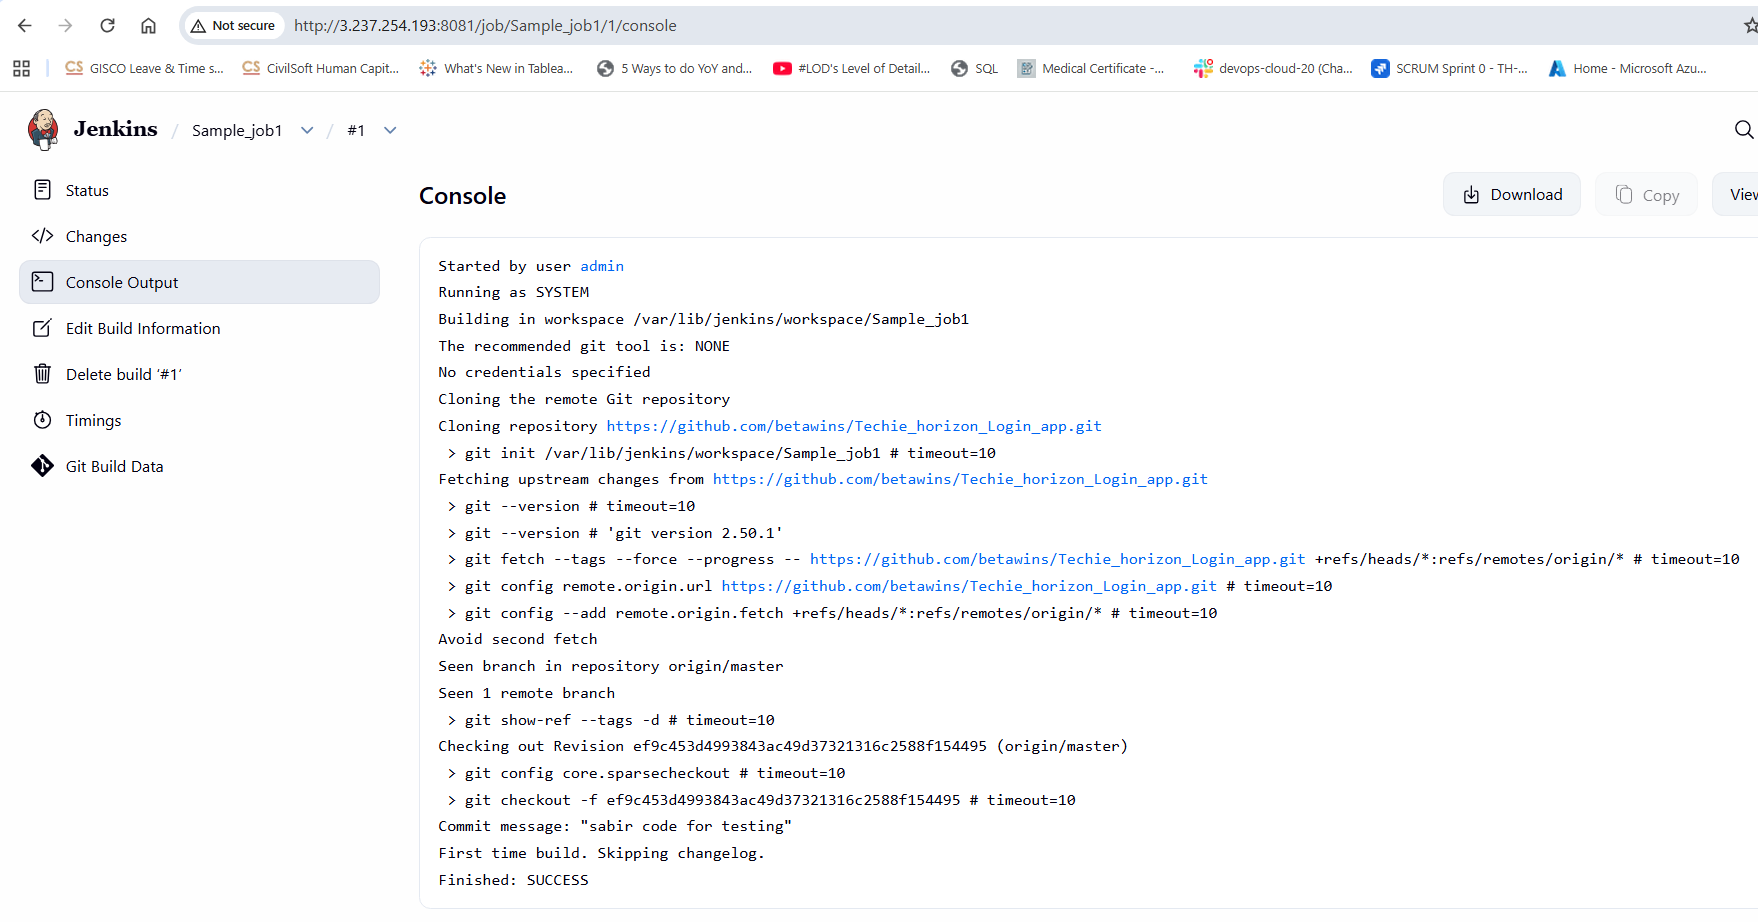 Not secure http://3.237.254.193:8081/job/Sample_job1/1/console
CS GISCO Leave & Time s... CS CivilSoft Human Capit... What's New in Tablea... 5 Ways to do YoY and... #LOD's Level of Detail... SQL Medical Certificate -... devops-cloud-20 (Cha... SCRUM Sprint 0 - TH-... Home - Microsoft Azu...
Jenkins / Sample_job1 / #1
Status
Changes
Console Output
Edit Build Information
Delete build ‘#1’
Timings
Git Build Data
Console
Download Copy View
Started by user admin
Running as SYSTEM
Building in workspace /var/lib/jenkins/workspace/Sample_job1
The recommended git tool is: NONE
No credentials specified
Cloning the remote Git repository
Cloning repository https://github.com/betawins/Techie_horizon_Login_app.git
> git init /var/lib/jenkins/workspace/Sample_job1 # timeout=10
Fetching upstream changes from https://github.com/betawins/Techie_horizon_Login_app.git
> git --version # timeout=10
> git --version # 'git version 2.50.1'
> git fetch --tags --force --progress -- https://github.com/betawins/Techie_horizon_Login_app.git +refs/heads/*:refs/remotes/origin/* # timeout=10
> git config remote.origin.url https://github.com/betawins/Techie_horizon_Login_app.git # timeout=10
> git config --add remote.origin.fetch +refs/heads/*:refs/remotes/origin/* # timeout=10
Avoid second fetch
Seen branch in repository origin/master
Seen 1 remote branch
> git show-ref --tags -d # timeout=10
Checking out Revision ef9c453d4993843ac49d37321316c2588f154495 (origin/master)
> git config core.sparsecheckout # timeout=10
> git checkout -f ef9c453d4993843ac49d37321316c2588f154495 # timeout=10
Commit message: "sabir code for testing"
First time build. Skipping changelog.
Finished: SUCCESS